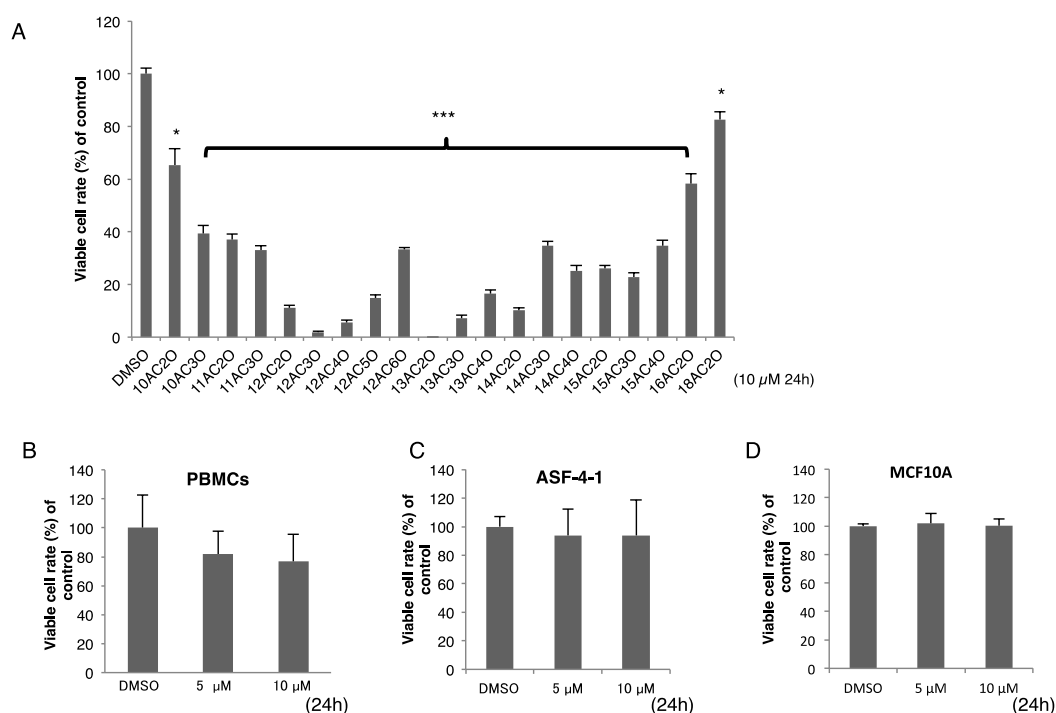 A
Viable cell rate (%) of control
120
100
80
60
40
20
0
*
***
*
DMSO
10AC2O
10AC3O
11AC2O
11AC3O
12AC2O
12AC3O
12AC4O
12AC5O
12AC6O
13AC2O
13AC3O
13AC4O
14AC2O
14AC3O
14AC4O
15AC2O
15AC3O
15AC4O
16AC2O
18AC2O
(10 μM 24h)
B
PBMCs
Viable cell rate (%) of
control
140
120
100
80
60
40
20
0
DMSO
5 μM
10 μM
(24h)
C
ASF-4-1
Viable cell rate (%) of
control
140
120
100
80
60
40
20
0
DMSO
5 μM
10 μM
(24h)
D
MCF10A
Viable cell rate (%) of
control
140
120
100
80
60
40
20
0
DMSO
5 μM
10 μM
(24h)